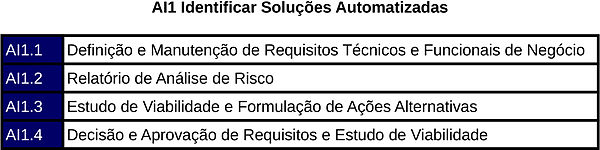 AI1 Identificar Soluções Automatizadas
AI1.1 Definição e Manutenção de Requisitos Técnicos e Funcionais de Negócio
AI1.2 Relatório de Análise de Risco
AI1.3 Estudo de Viabilidade e Formulação de Ações Alternativas
AI1.4 Decisão e Aprovação de Requisitos e Estudo de Viabilidade